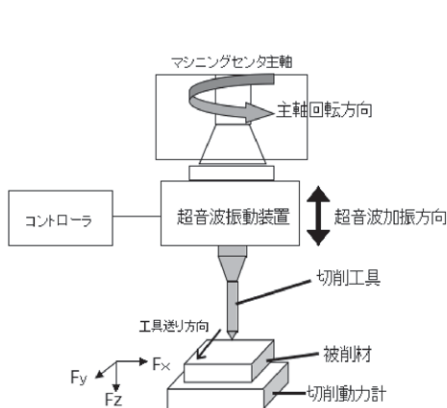 マシニングセンタ主軸
主軸回転方向
コントローラ
超音波振動装置
超音波加振方向
切削工具
工具送り方向
被削材
Fx
Fy
Fz
切削動力計